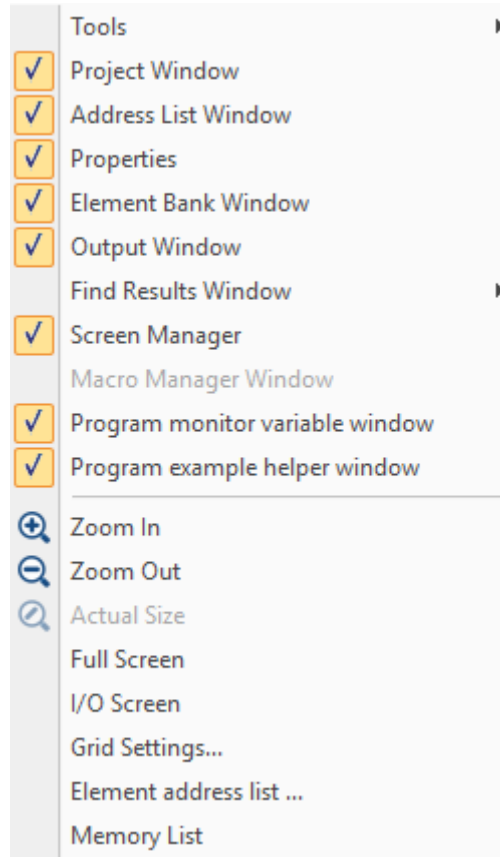 Tools
Project Window
Address List Window
Properties
Element Bank Window
Output Window
Find Results Window
Screen Manager
Macro Manager Window
Program monitor variable window
Program example helper window
Zoom In
Zoom Out
Actual Size
Full Screen
I/O Screen
Grid Settings...
Element address list ...
Memory List